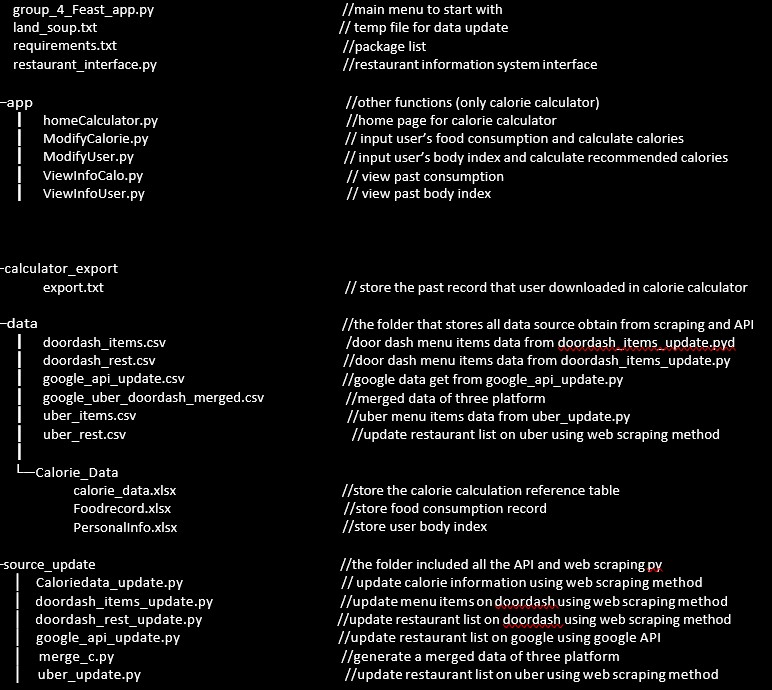 group_4_Feast_app.py //main menu to start with
land_soup.txt // temp file for data update
requirements.txt //package list
restaurant_interface.py //restaurant information system interface
app //other functions (only calorie calculator)
homeCalculator.py //home page for calorie calculator
ModifyCalorie.py // input user’s food consumption and calculate calories
ModifyUser.py // input user’s body index and calculate recommended calories
ViewInfoCalo.py // view past consumption
ViewInfoUser.py // view past body index
calculator_export
export.txt // store the past record that user downloaded in calorie calculator
data //the folder that stores all data source obtain from scraping and API
doordash_items.csv /door dash menu items data from doordash_items_update.pyd
doordash_rest.csv //door dash menu items data from doordash_items_update.py
google_api_update.csv //google data get from google_api_update.py
google_uber_doordash_merged.csv //merged data of three platform
uber_items.csv //uber menu items data from uber_update.py
uber_rest.csv //update restaurant list on uber using web scraping method
Calorie_Data
calorie_data.xlsx //store the calorie calculation reference table
Foodrecord.xlsx //store food consumption record
PersonalInfo.xlsx //store user body index
source_update //the folder included all the API and web scraping py
Caloriedata_update.py // update calorie information using web scraping method
doordash_items_update.py //update menu items on doordash using web scraping method
doordash_rest_update.py //update restaurant list on doordash using web scraping method
google_api_update.py //update restaurant list on google using google API
merge_c.py //generate a merged data of three platform
uber_update.py //update restaurant list on uber using web scraping method